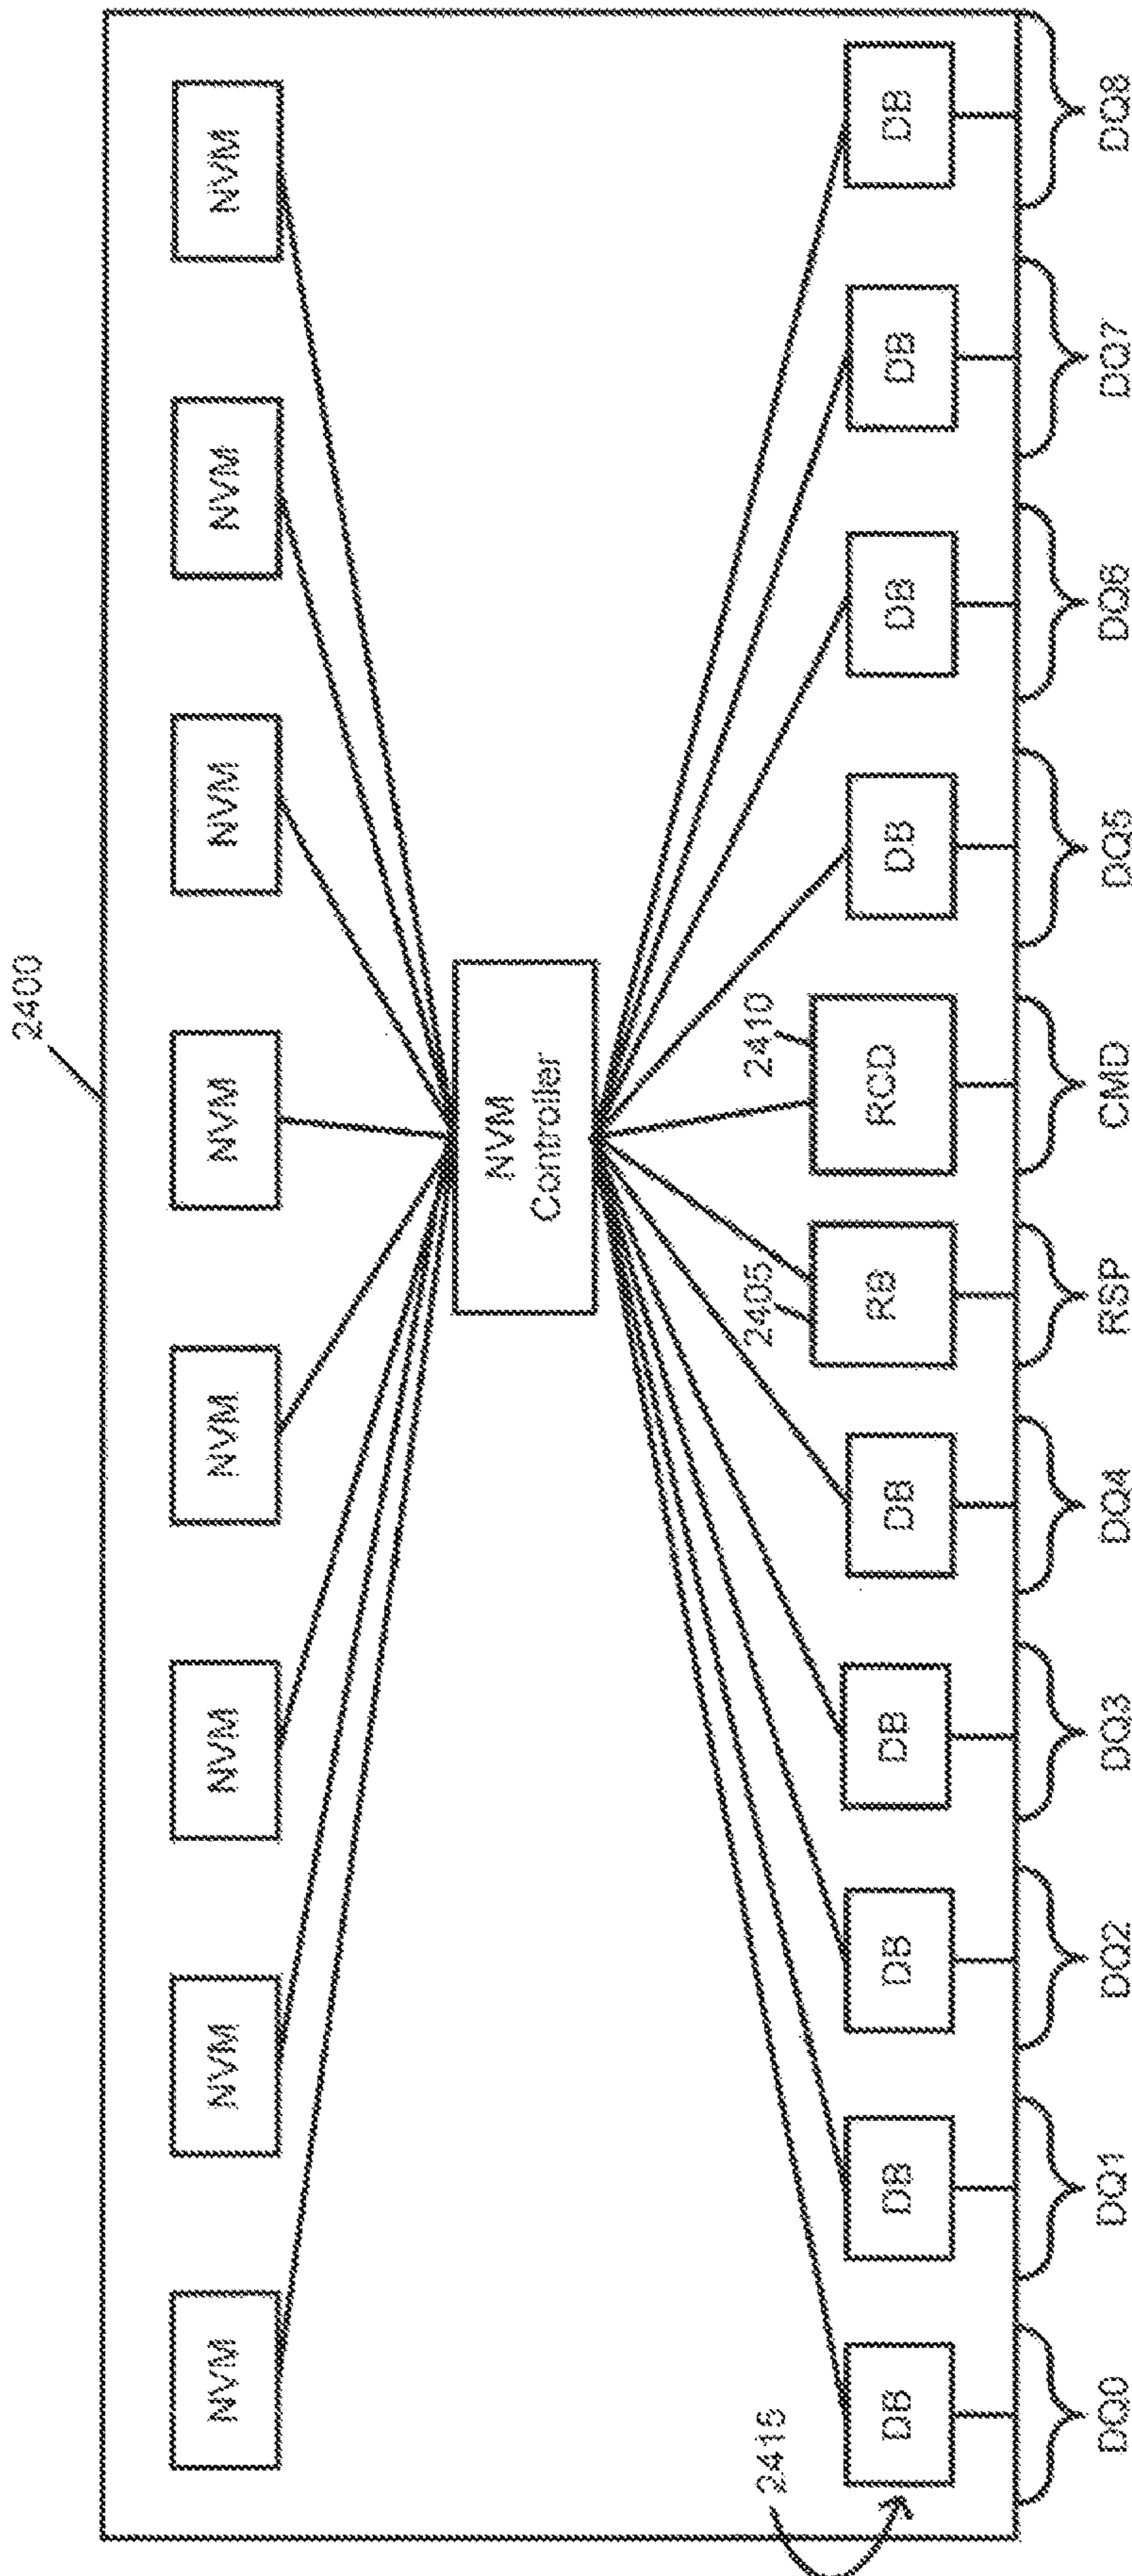 2400
NVM NVM NVM NVM NVM NVM NVM NVM
NVM
Controller
2405
2410
2415
DB DB DB DB DB RB RCD DB DB DB DB
DQ0 DQ1 DQ2 DQ3 DQ4 RSP CMD DQ5 DQ6 DQ7 DQ8